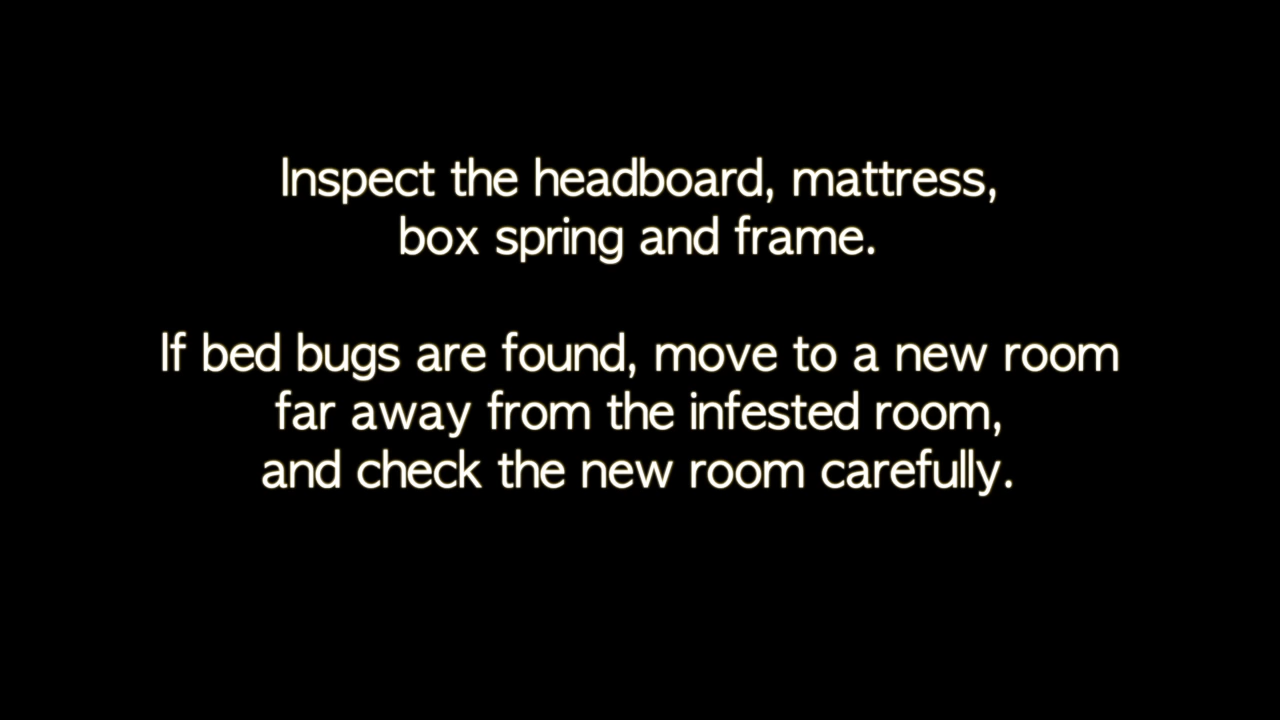 Inspect the headboard, mattress,
box spring and frame.
If bed bugs are found, move to a new room
far away from the infested room,
and check the new room carefully.